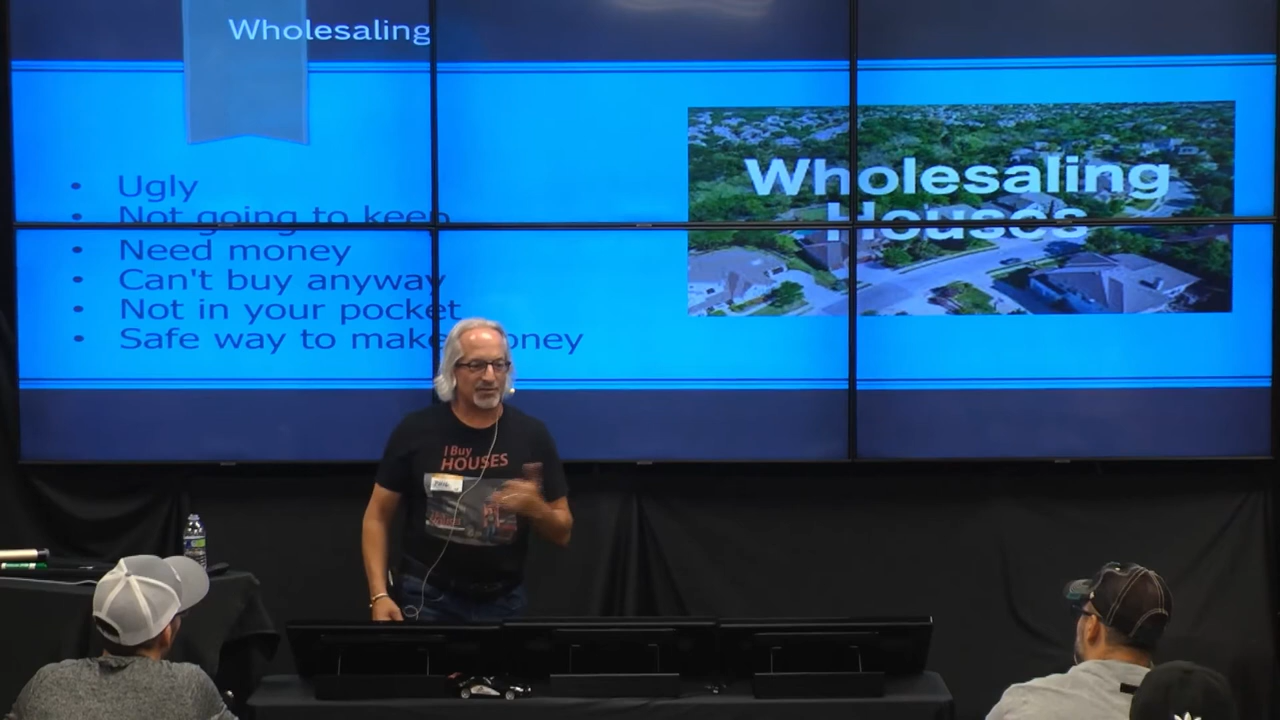 Wholesaling
Ugly
Not going to keep
Need money
Can't buy anyway
Not in your pocket
Safe way to make money
Wholesaling
Houses
I Buy
HOUSES